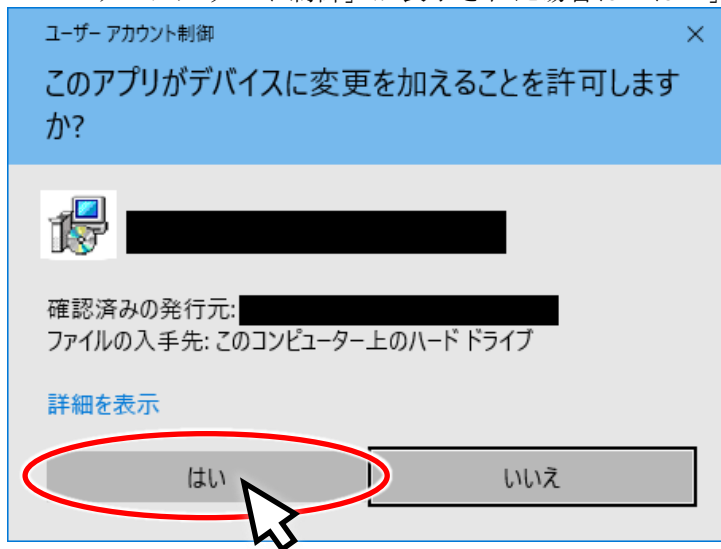 ユーザー アカウント制御
このアプリがデバイスに変更を加えることを許可します
か?
確認済みの発行元:
ファイルの入手先: このコンピューター上のハード ドライブ
詳細を表示
はい
いいえ